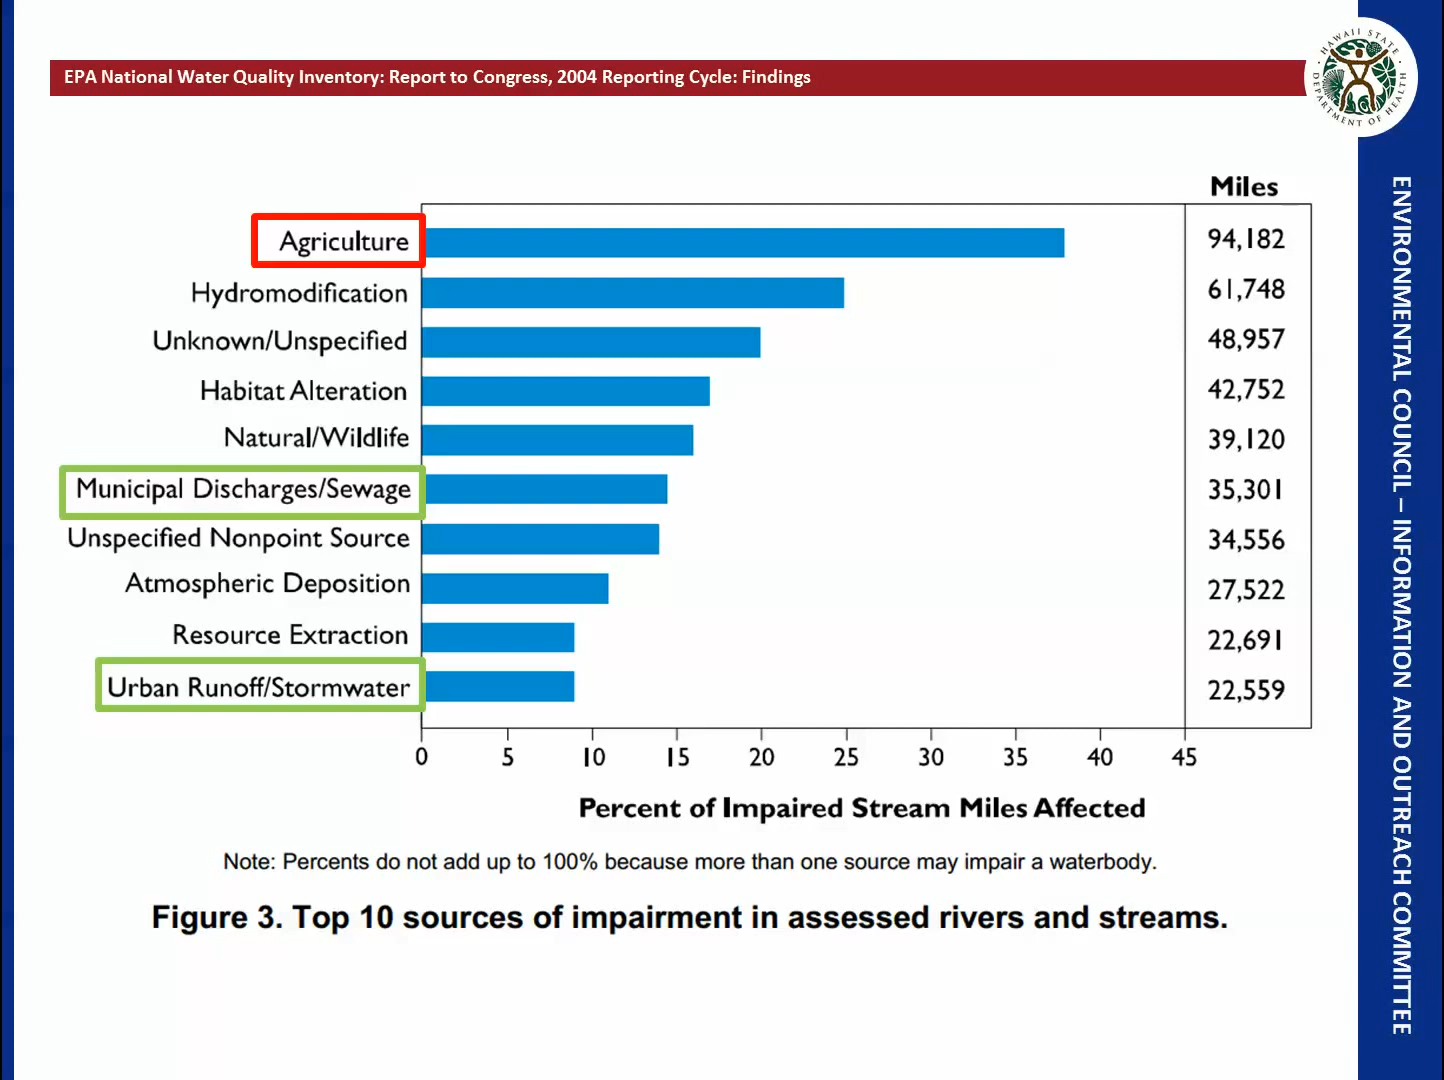 EPA National Water Quality Inventory: Report to Congress, 2004 Reporting Cycle: Findings
HAWAII STATE
DEPARTMENT OF HEALTH
Miles
Agriculture 94,182
Hydromodification 61,748
Unknown/Unspecified 48,957
Habitat Alteration 42,752
Natural/Wildlife 39,120
Municipal Discharges/Sewage 35,301
Unspecified Nonpoint Source 34,556
Atmospheric Deposition 27,522
Resource Extraction 22,691
Urban Runoff/Stormwater 22,559
0 5 10 15 20 25 30 35 40 45
Percent of Impaired Stream Miles Affected
Note: Percents do not add up to 100% because more than one source may impair a waterbody.
Figure 3. Top 10 sources of impairment in assessed rivers and streams.
ENVIRONMENTAL COUNCIL – INFORMATION AND OUTREACH COMMITTEE